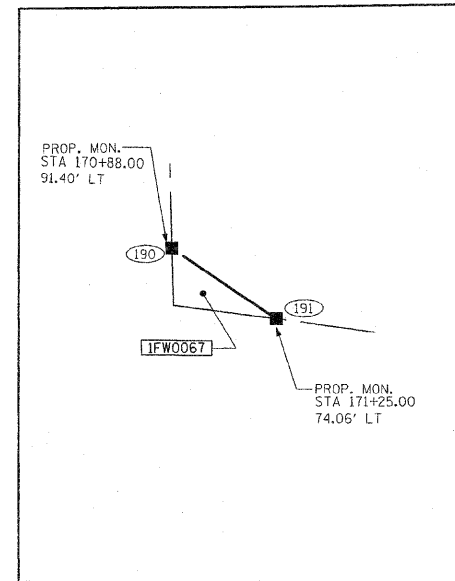 PROP. MON.
STA 170+88.00
91.40' LT
190
191
1FW0067
PROP. MON.
STA 171+25.00
74.06' LT